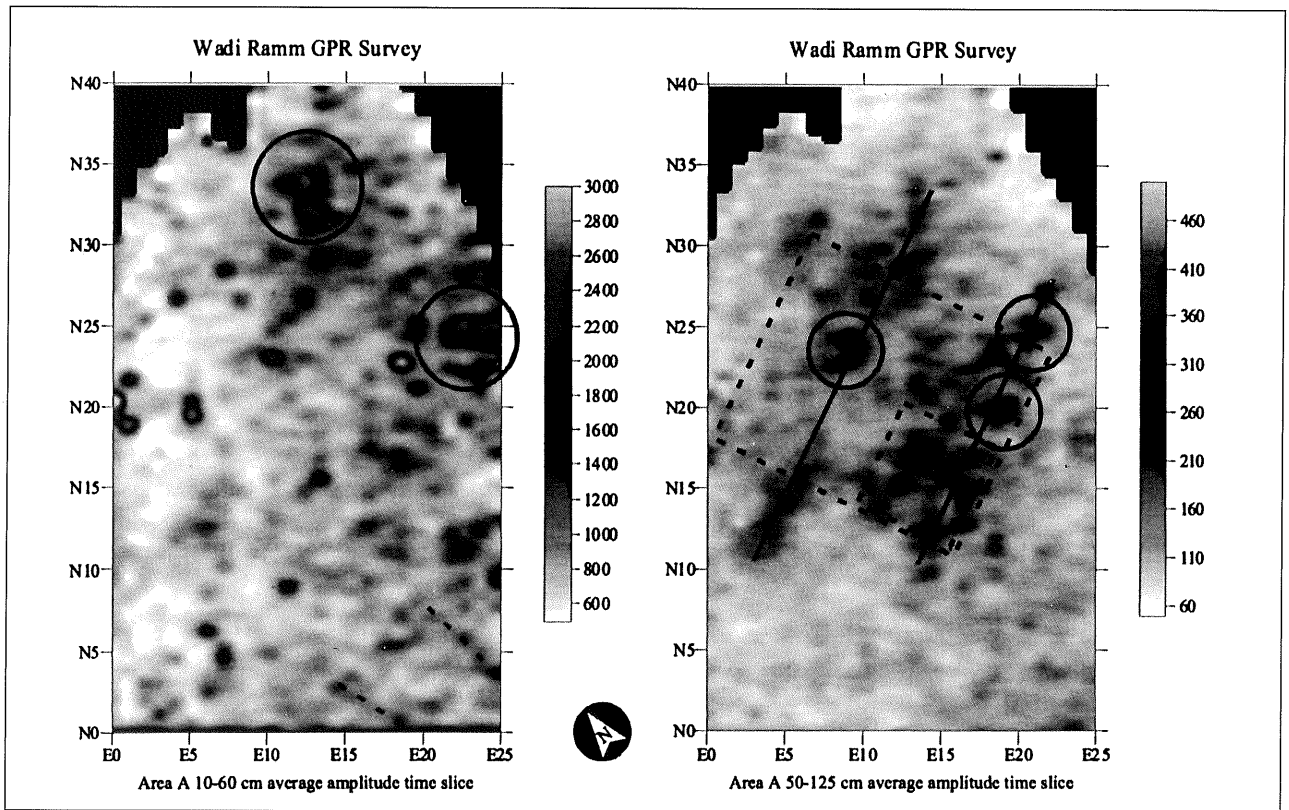 Wadi Ramm GPR Survey
N40
N35
N30
N25
N20
N15
N10
N5
N0
E0 E5 E10 E15 E20 E25
3000
2800
2600
2400
2200
2000
1800
1600
1400
1200
1000
800
600
Area A 10-60 cm average amplitude time slice
N
Wadi Ramm GPR Survey
N40
N35
N30
N25
N20
N15
N10
N5
N0
E0 E5 E10 E15 E20 E25
460
410
360
310
260
210
160
110
60
Area A 50-125 cm average amplitude time slice